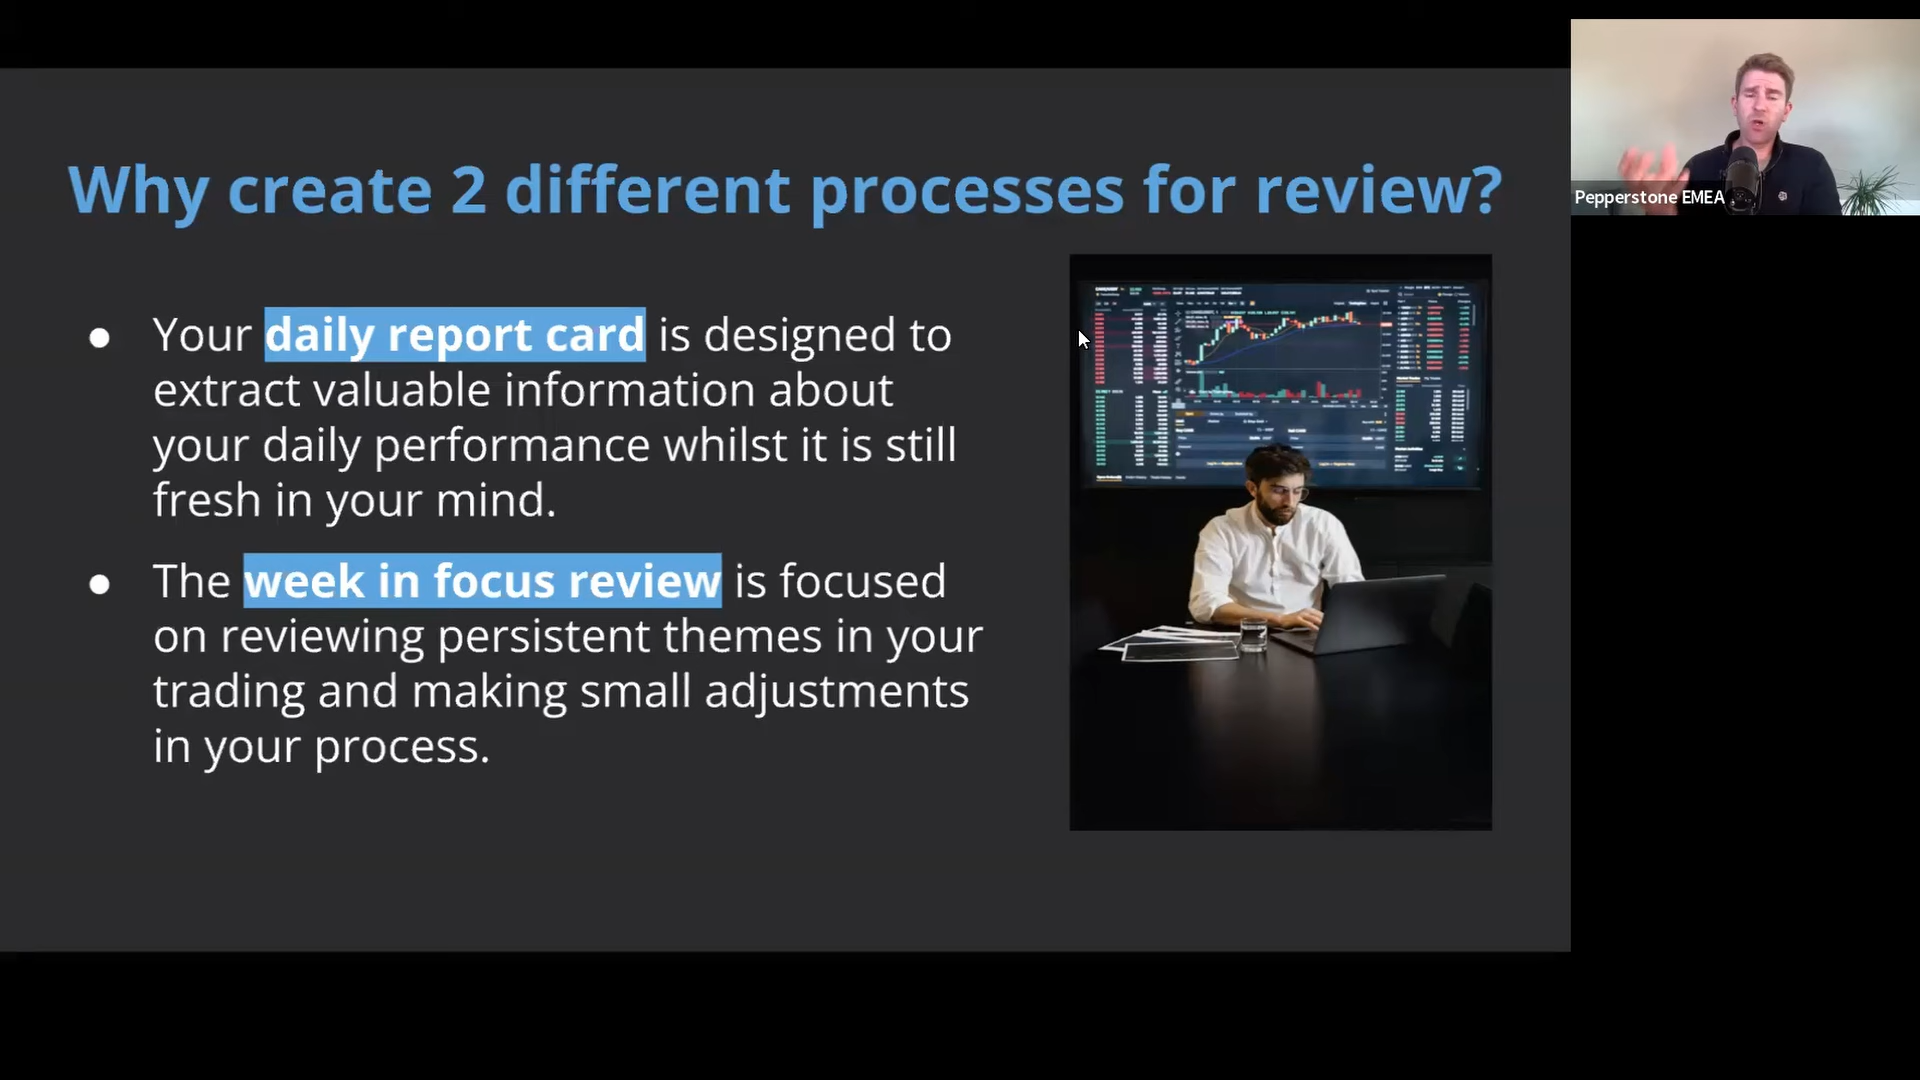 Why create 2 different processes for review?
● Your daily report card is designed to
extract valuable information about
your daily performance whilst it is still
fresh in your mind.
● The week in focus review is focused
on reviewing persistent themes in your
trading and making small adjustments
in your process.
Pepperstone EMEA